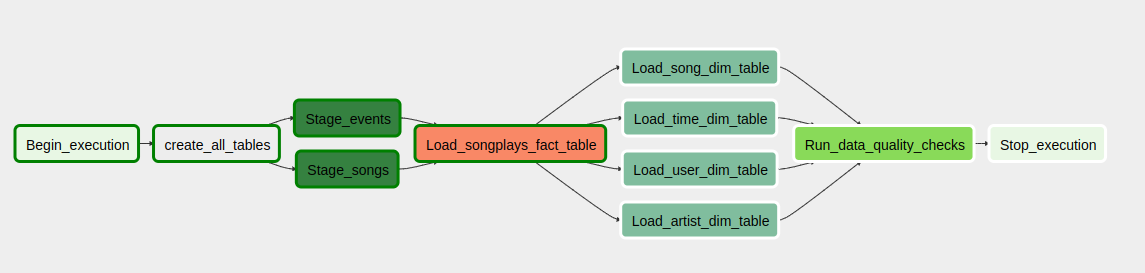 Begin_execution
create_all_tables
Stage_events
Stage_songs
Load_songplays_fact_table
Load_song_dim_table
Load_time_dim_table
Load_user_dim_table
Load_artist_dim_table
Run_data_quality_checks
Stop_execution